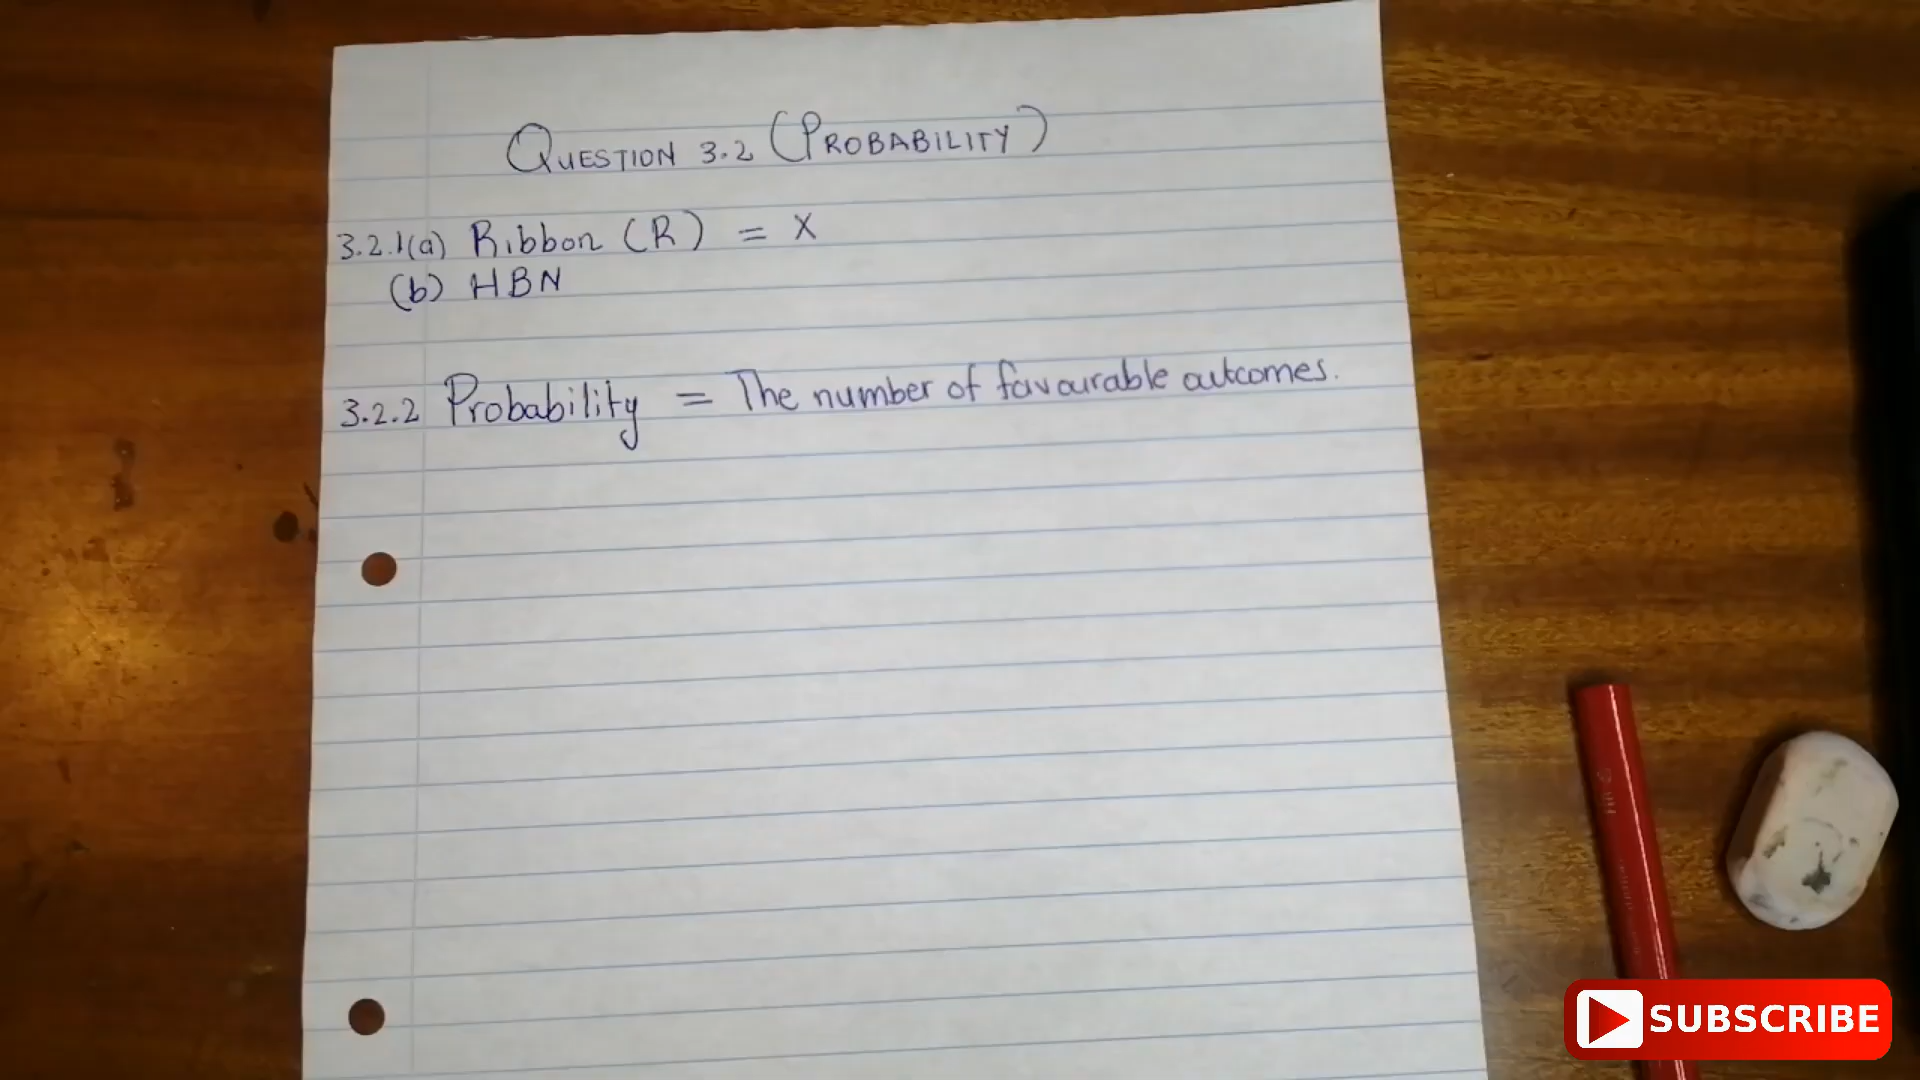 QUESTION 3.2 (PROBABILITY)
3.2.1(a) Ribbon (R) = X
(b) HBN
3.2.2 Probability = The number of favourable outcomes.
SUBSCRIBE